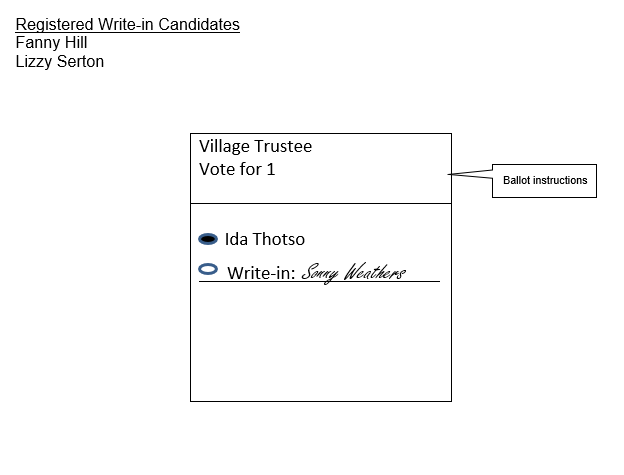 Registered Write-in Candidates
Fanny Hill
Lizzy Serton
Village Trustee
Vote for 1
Ballot instructions
Ida Thotso
Write-in: Sonny Weathers